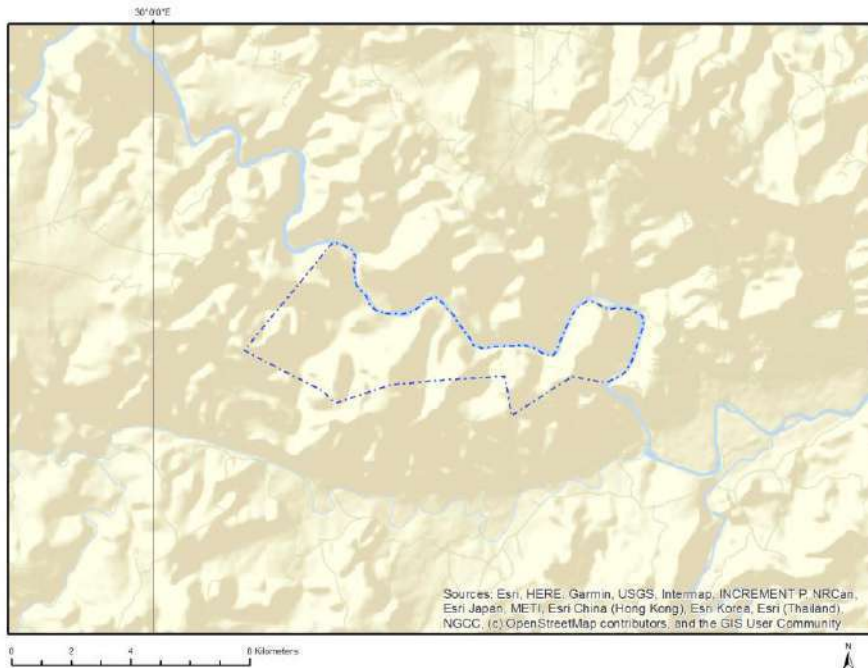 30°0'0"E
Sources: Esri, HERE, Garmin, USGS, Intermap, INCREMENT P, NRCan,
Esri Japan, METI, Esri China (Hong Kong), Esri Korea, Esri (Thailand),
NGCC, (c) OpenStreetMap contributors, and the GIS User Community
0 2 4 8 Kilometers
N